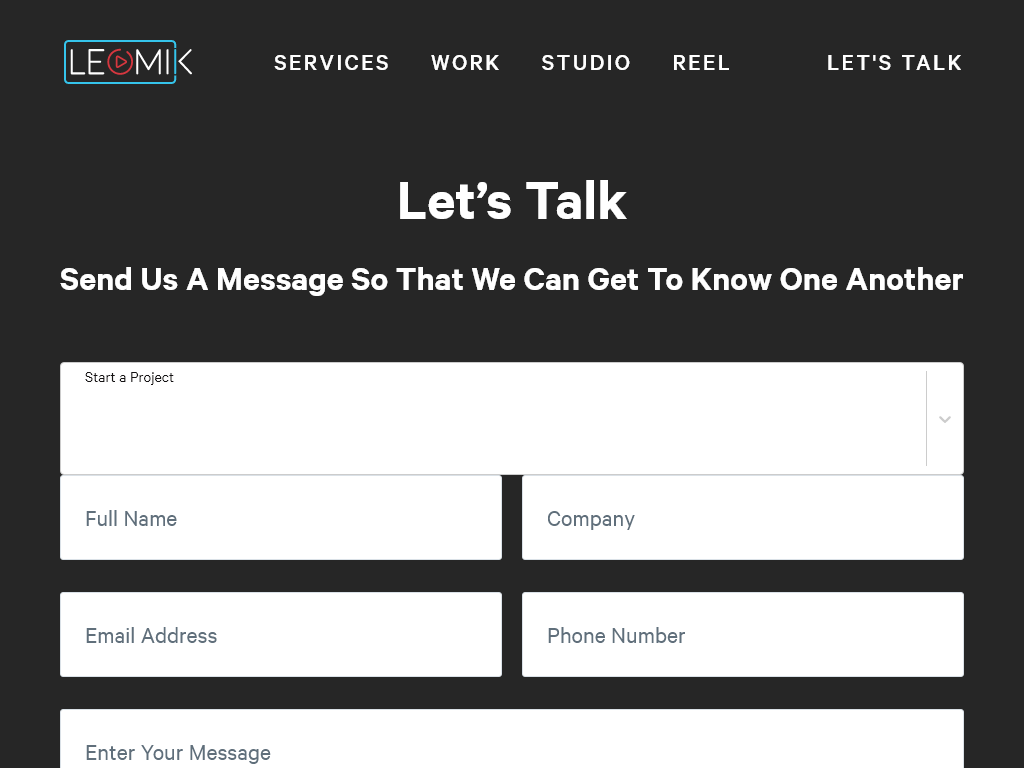 LEOMIK
SERVICES
WORK
STUDIO
REEL
LET'S TALK
Let’s Talk
Send Us A Message So That We Can Get To Know One Another
Start a Project
Full Name
Company
Email Address
Phone Number
Enter Your Message